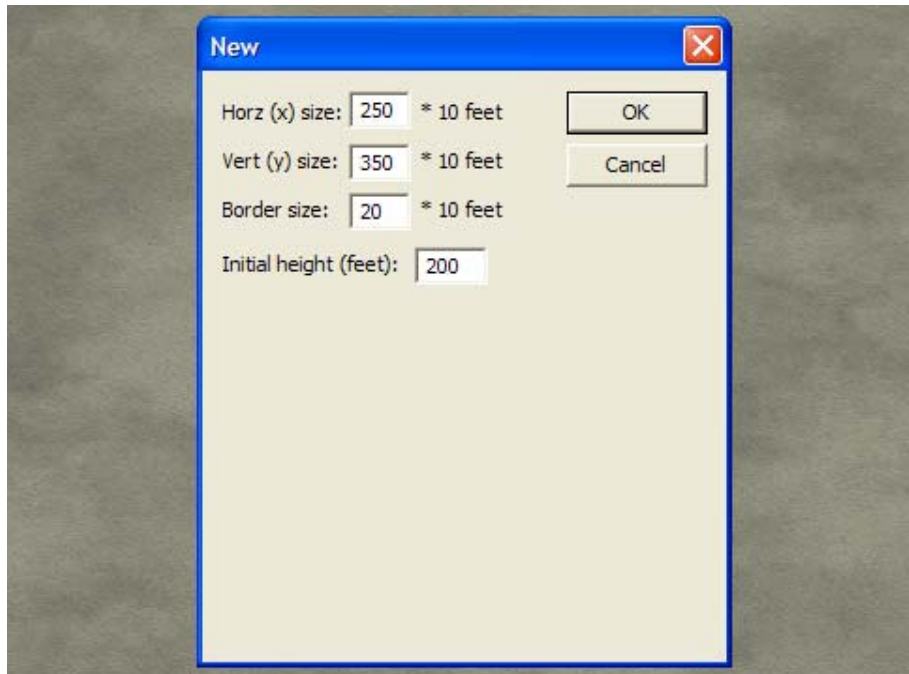 New
Horz (x) size: 250 * 10 feet OK
Vert (y) size: 350 * 10 feet Cancel
Border size: 20 * 10 feet
Initial height (feet): 200